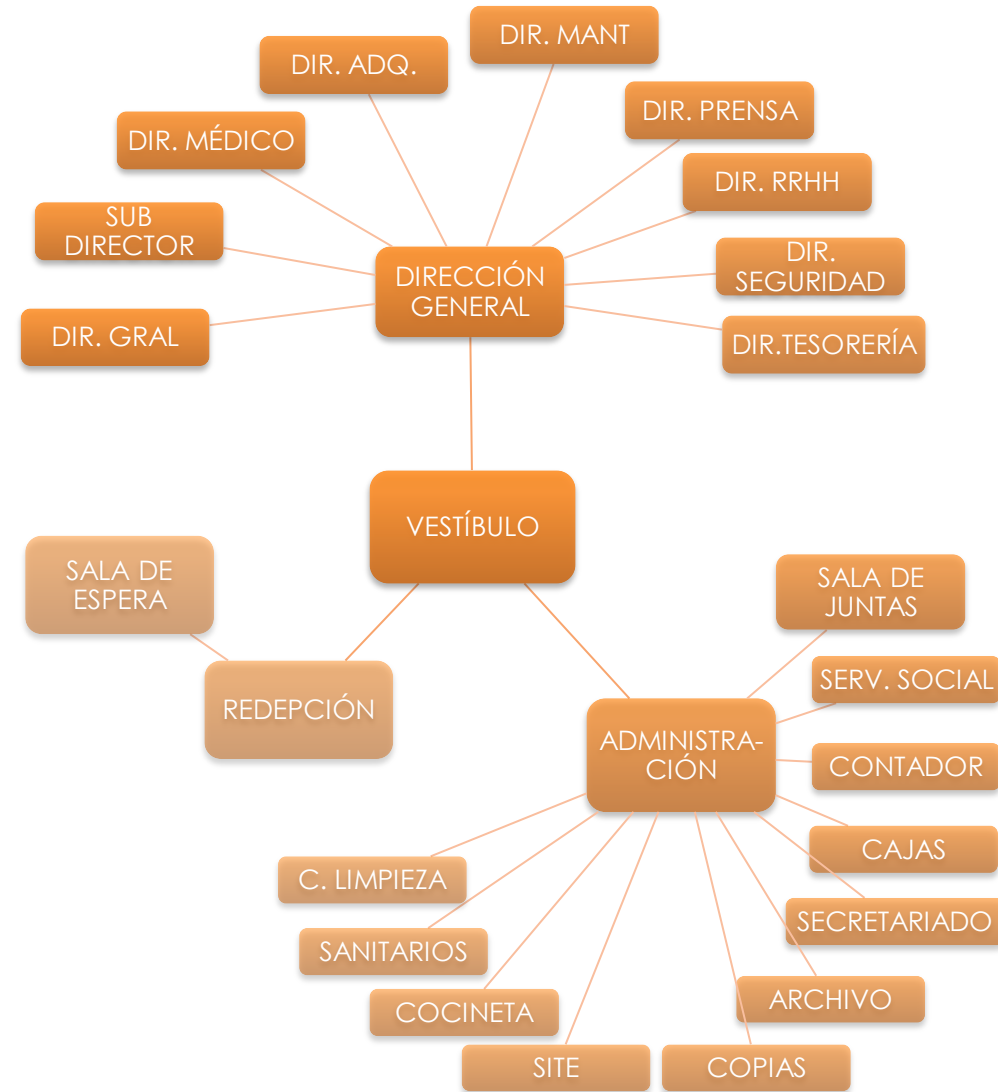 DIR. MANT
DIR. ADQ.
DIR. PRENSA
DIR. MÉDICO
DIR. RRHH
SUB
DIRECTOR
DIR.
SEGURIDAD
DIRECCIÓN
GENERAL
DIR. GRAL
DIR.TESORERÍA
VESTÍBULO
SALA DE
ESPERA
SALA DE
JUNTAS
REDEPCIÓN
SERV. SOCIAL
ADMINISTRA-
CIÓN
CONTADOR
CAJAS
C. LIMPIEZA
SECRETARIADO
SANITARIOS
ARCHIVO
COCINETA
SITE
COPIAS